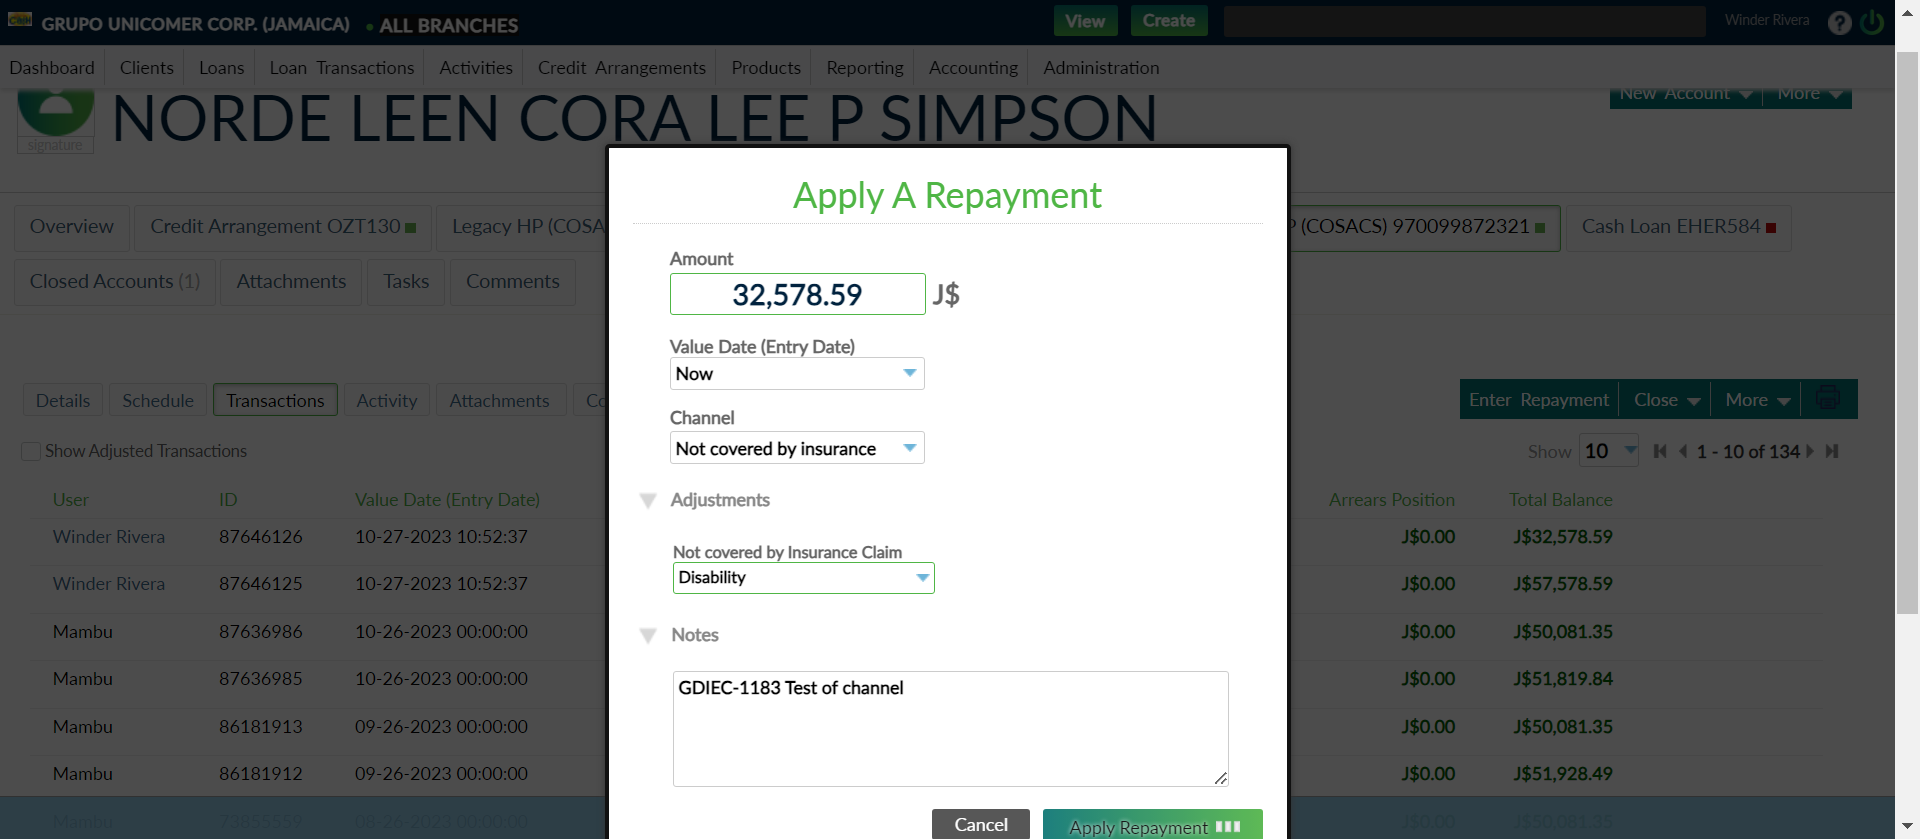 GRUPO UNICOMER CORP. (JAMAICA) • ALL BRANCHES View Create Winder Rivera ?
Dashboard Clients Loans Loan Transactions Activities Credit Arrangements Products Reporting Accounting Administration
New Account More
NORDE LEEN CORA LEE P SIMPSON
signature
Apply A Repayment
Overview Credit Arrangement OZT130 Legacy HP (COSA P (COSACS) 970099872321 Cash Loan EHER584
Closed Accounts (1) Attachments Tasks Comments
Amount
32,578.59 J$
Value Date (Entry Date)
Now
Details Schedule Transactions Activity Attachments Co Enter Repayment Close More
Channel
Not covered by insurance
Show Adjusted Transactions Show 10 1 - 10 of 134
User ID Value Date (Entry Date) Adjustments Arrears Position Total Balance
Winder Rivera 87646126 10-27-2023 10:52:37 J$0.00 J$32,578.59
Not covered by Insurance Claim
Disability
Winder Rivera 87646125 10-27-2023 10:52:37 J$0.00 J$57,578.59
Mambu 87636986 10-26-2023 00:00:00 Notes J$0.00 J$50,081.35
Mambu 87636985 10-26-2023 00:00:00 GDIEC-1183 Test of channel J$0.00 J$51,819.84
Mambu 86181913 09-26-2023 00:00:00 J$0.00 J$50,081.35
Mambu 86181912 09-26-2023 00:00:00 J$0.00 J$51,928.49
Mambu 73855559 08-26-2023 00:00:00 J$0.00
Cancel Apply Repayment